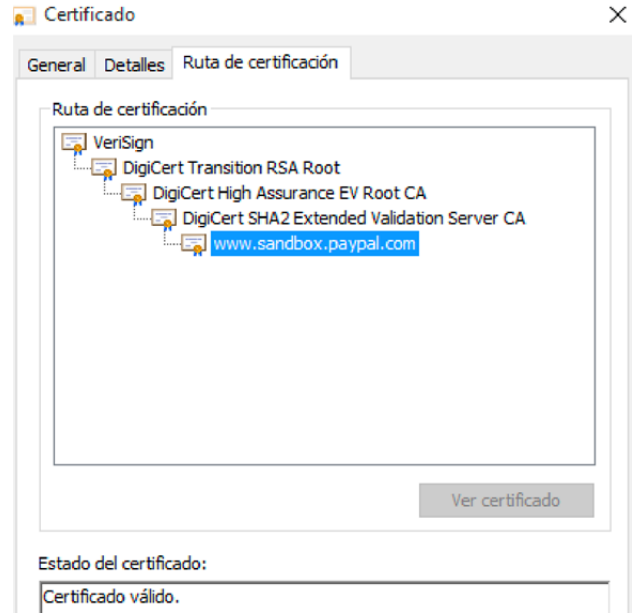 Certificado
General Detalles Ruta de certificación
Ruta de certificación
VeriSign
DigiCert Transition RSA Root
DigiCert High Assurance EV Root CA
DigiCert SHA2 Extended Validation Server CA
www.sandbox.paypal.com
Ver certificado
Estado del certificado:
Certificado válido.